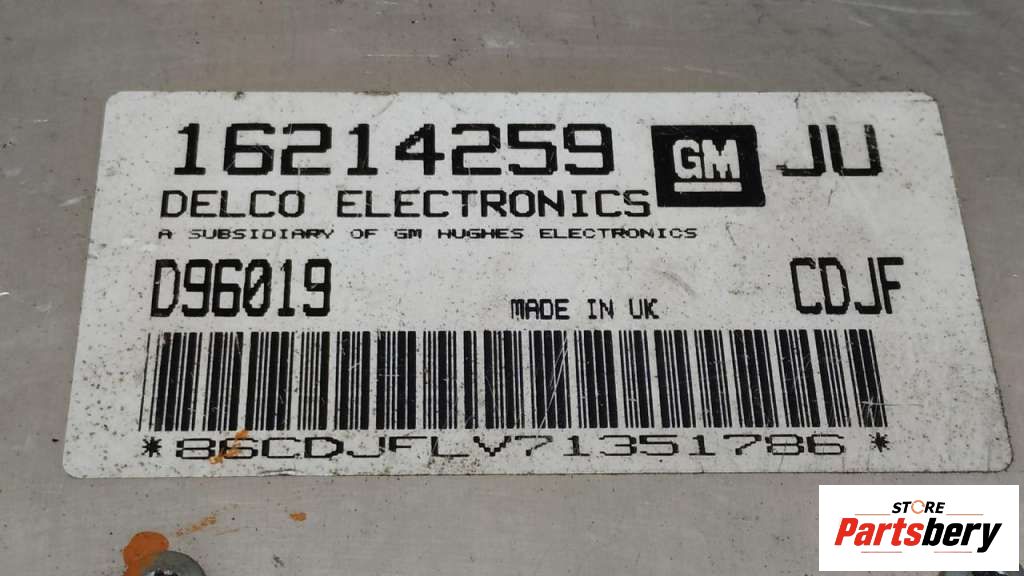 16214259 GM JU
DELCO ELECTRONICS
A SUBSIDIARY OF GM HUGHES ELECTRONICS
D96019 MADE IN UK CDJF
*86CDJFLV71351786*
STORE
Partsbery